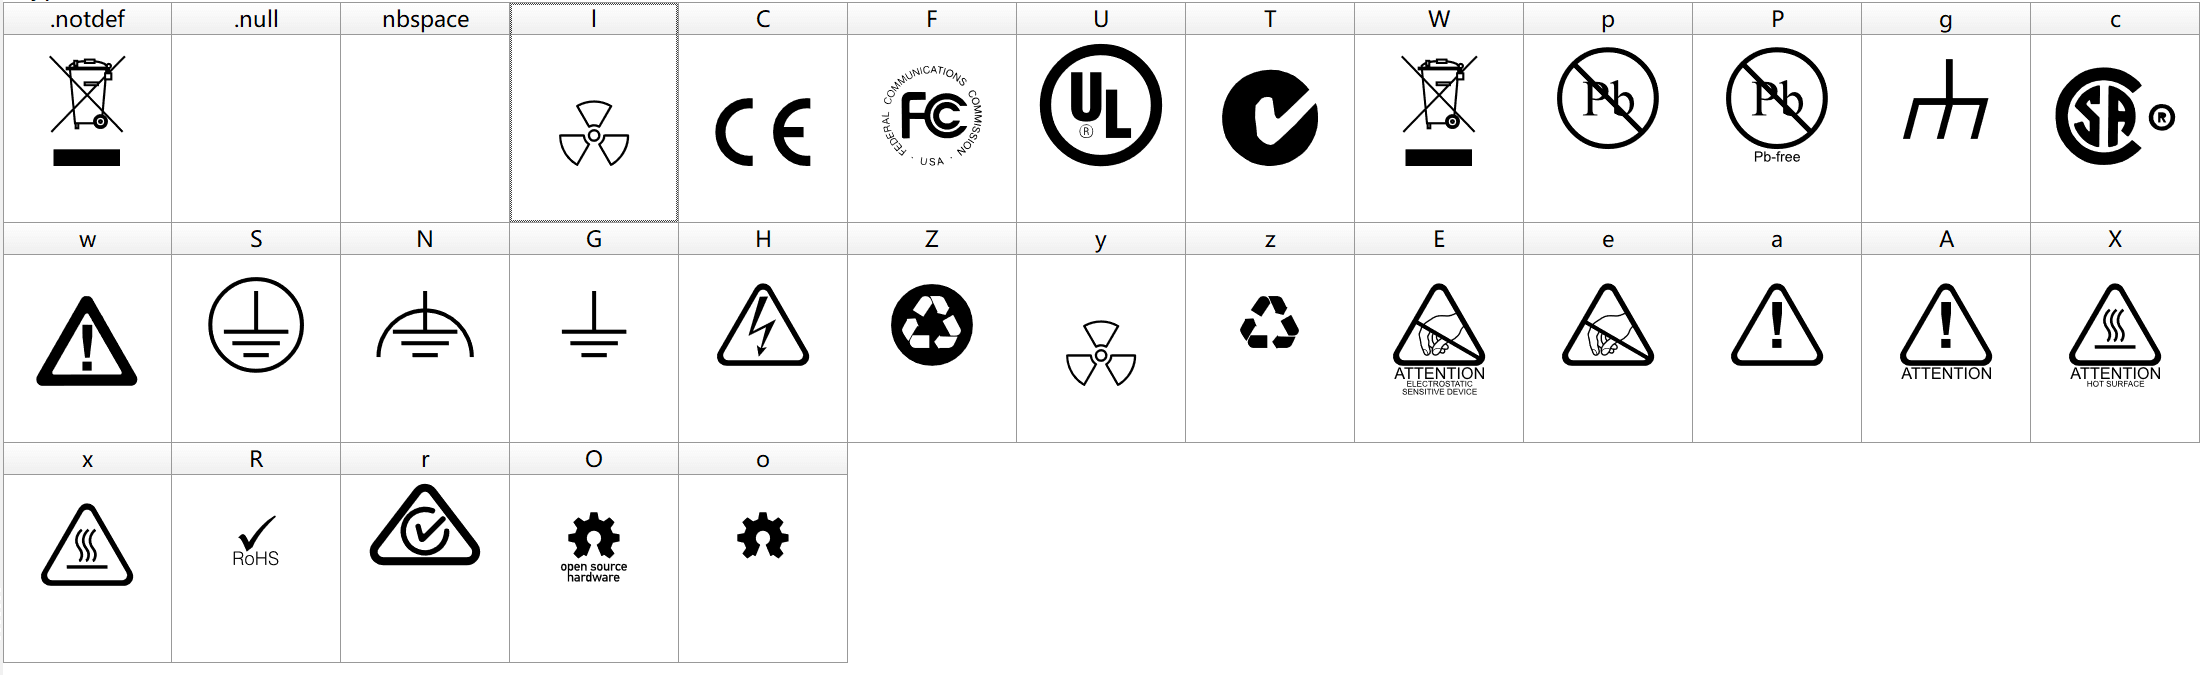 .notdef .null nbspace l C F U T W p P g c
FEDERAL COMMUNICATIONS COMMISSION · USA ·
FC
CE
UL
®
Pb
Pb
Pb-free
SA ®
w S N G H Z y z E e a A X
!
!
!
ATTENTION
ELECTROSTATIC
SENSITIVE DEVICE
ATTENTION
ATTENTION
HOT SURFACE
x R r O o
RoHS
open source
hardware